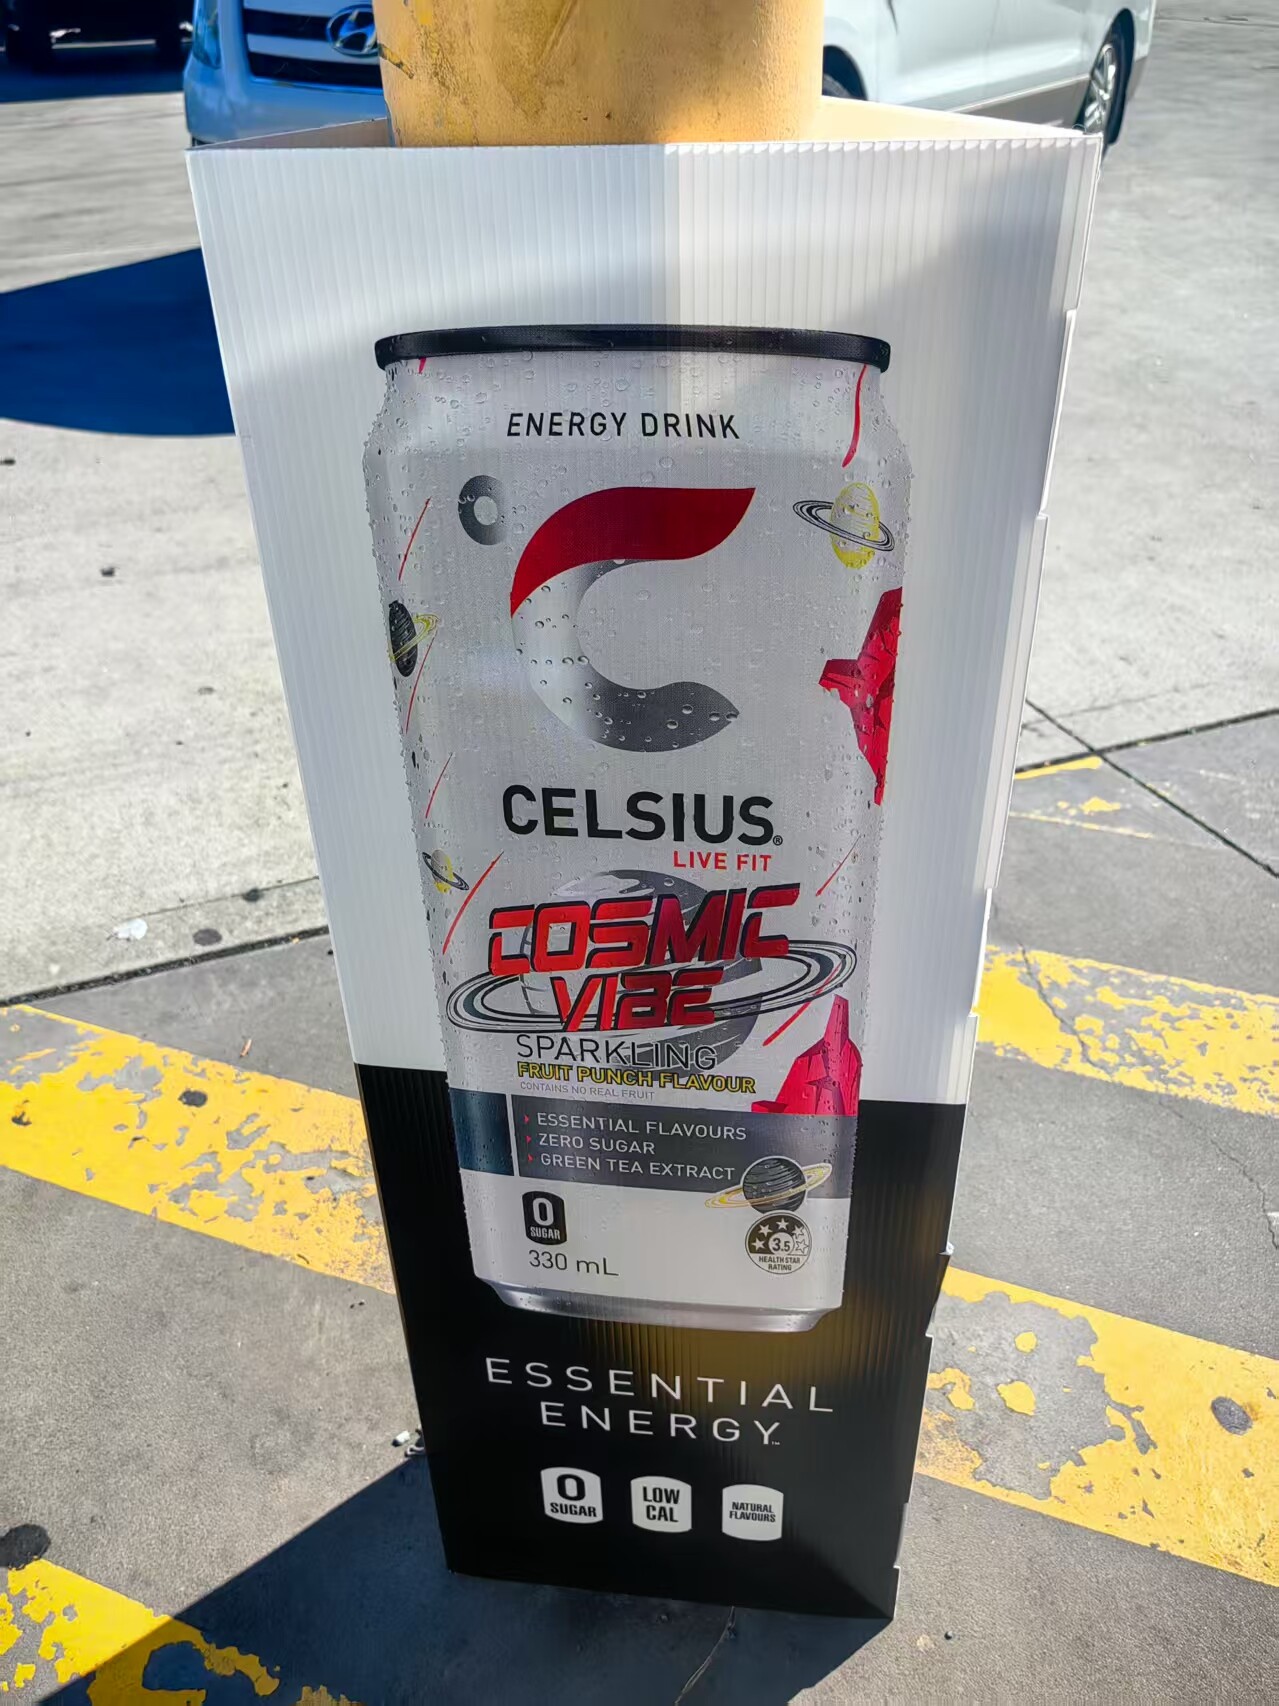 ENERGY DRINK
CELSIUS®
LIVE FIT
COSMIC
VIBE
SPARKLING
FRUIT PUNCH FLAVOUR
CONTAINS NO REAL FRUIT
ESSENTIAL FLAVOURS
ZERO SUGAR
GREEN TEA EXTRACT
0
SUGAR
330 mL
3.5
HEALTH STAR
RATING
ESSENTIAL
ENERGY™
0
SUGAR
LOW
CAL
NATURAL
FLAVOURS